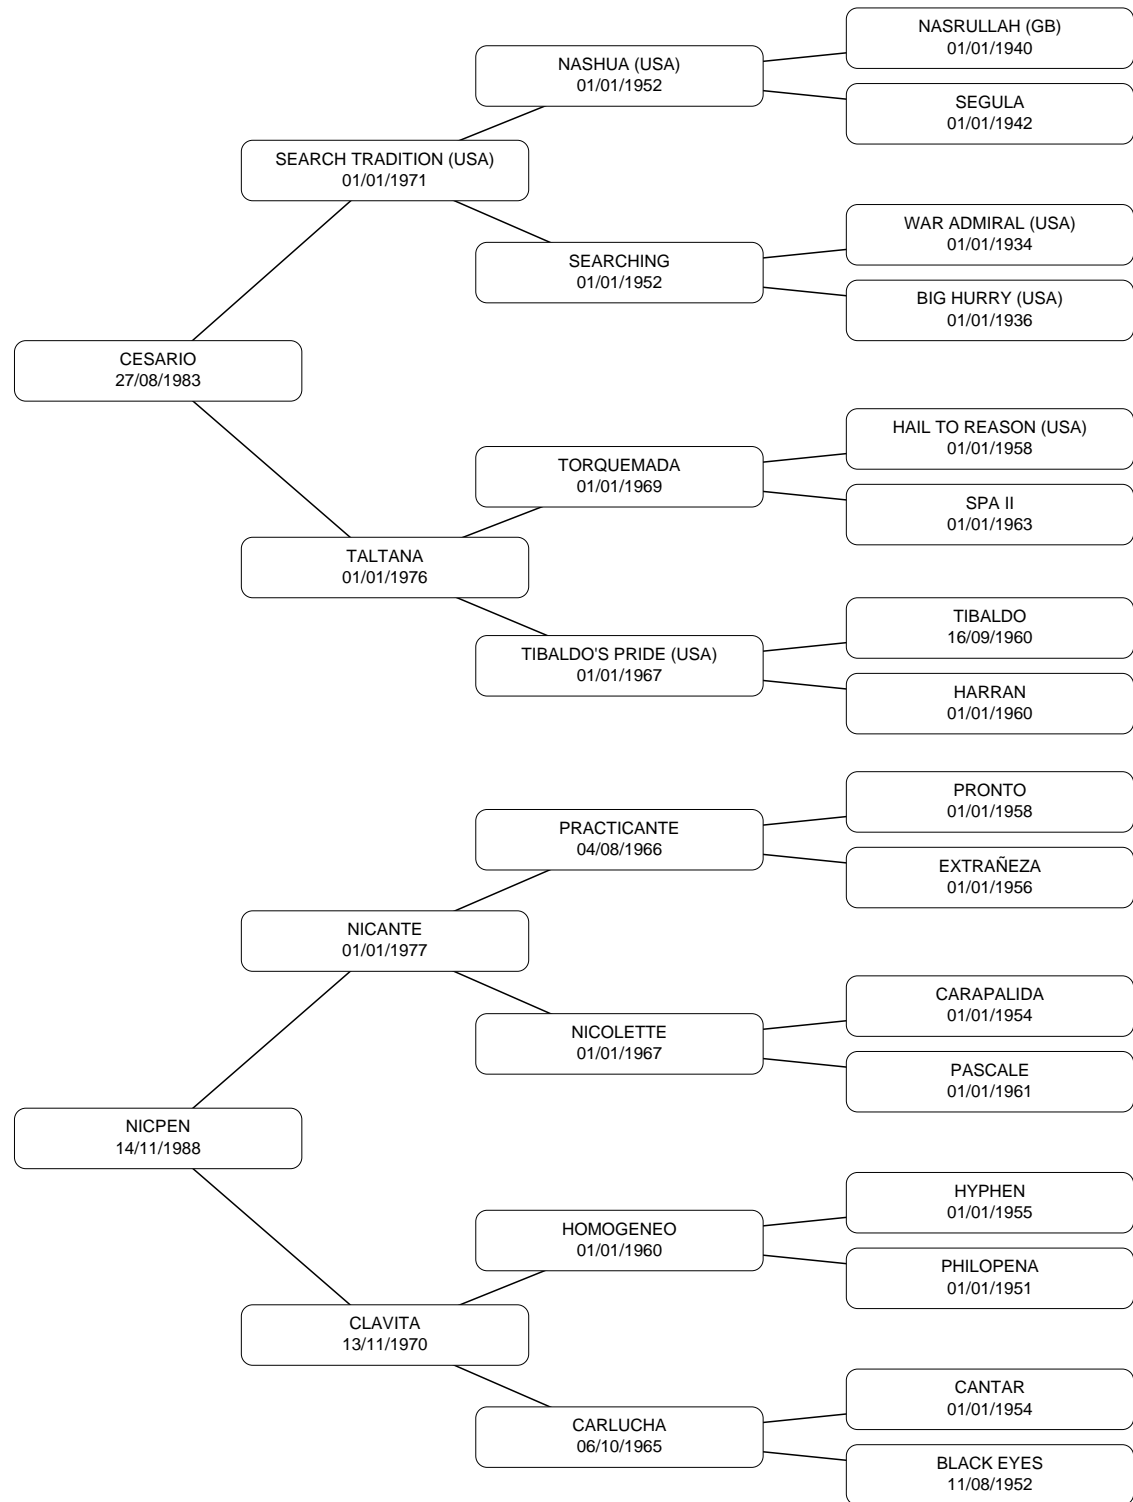 NASRULLAH (GB)
01/01/1940
NASHUA (USA)
01/01/1952
SEGULA
01/01/1942
SEARCH TRADITION (USA)
01/01/1971
WAR ADMIRAL (USA)
01/01/1934
SEARCHING
01/01/1952
BIG HURRY (USA)
01/01/1936
CESARIO
27/08/1983
HAIL TO REASON (USA)
01/01/1958
TORQUEMADA
01/01/1969
SPA II
01/01/1963
TALTANA
01/01/1976
TIBALDO
16/09/1960
TIBALDO'S PRIDE (USA)
01/01/1967
HARRAN
01/01/1960
PRONTO
01/01/1958
PRACTICANTE
04/08/1966
EXTRAÑEZA
01/01/1956
NICANTE
01/01/1977
CARAPALIDA
01/01/1954
NICOLETTE
01/01/1967
PASCALE
01/01/1961
NICPEN
14/11/1988
HYPHEN
01/01/1955
HOMOGENEO
01/01/1960
PHILOPENA
01/01/1951
CLAVITA
13/11/1970
CANTAR
01/01/1954
CARLUCHA
06/10/1965
BLACK EYES
11/08/1952